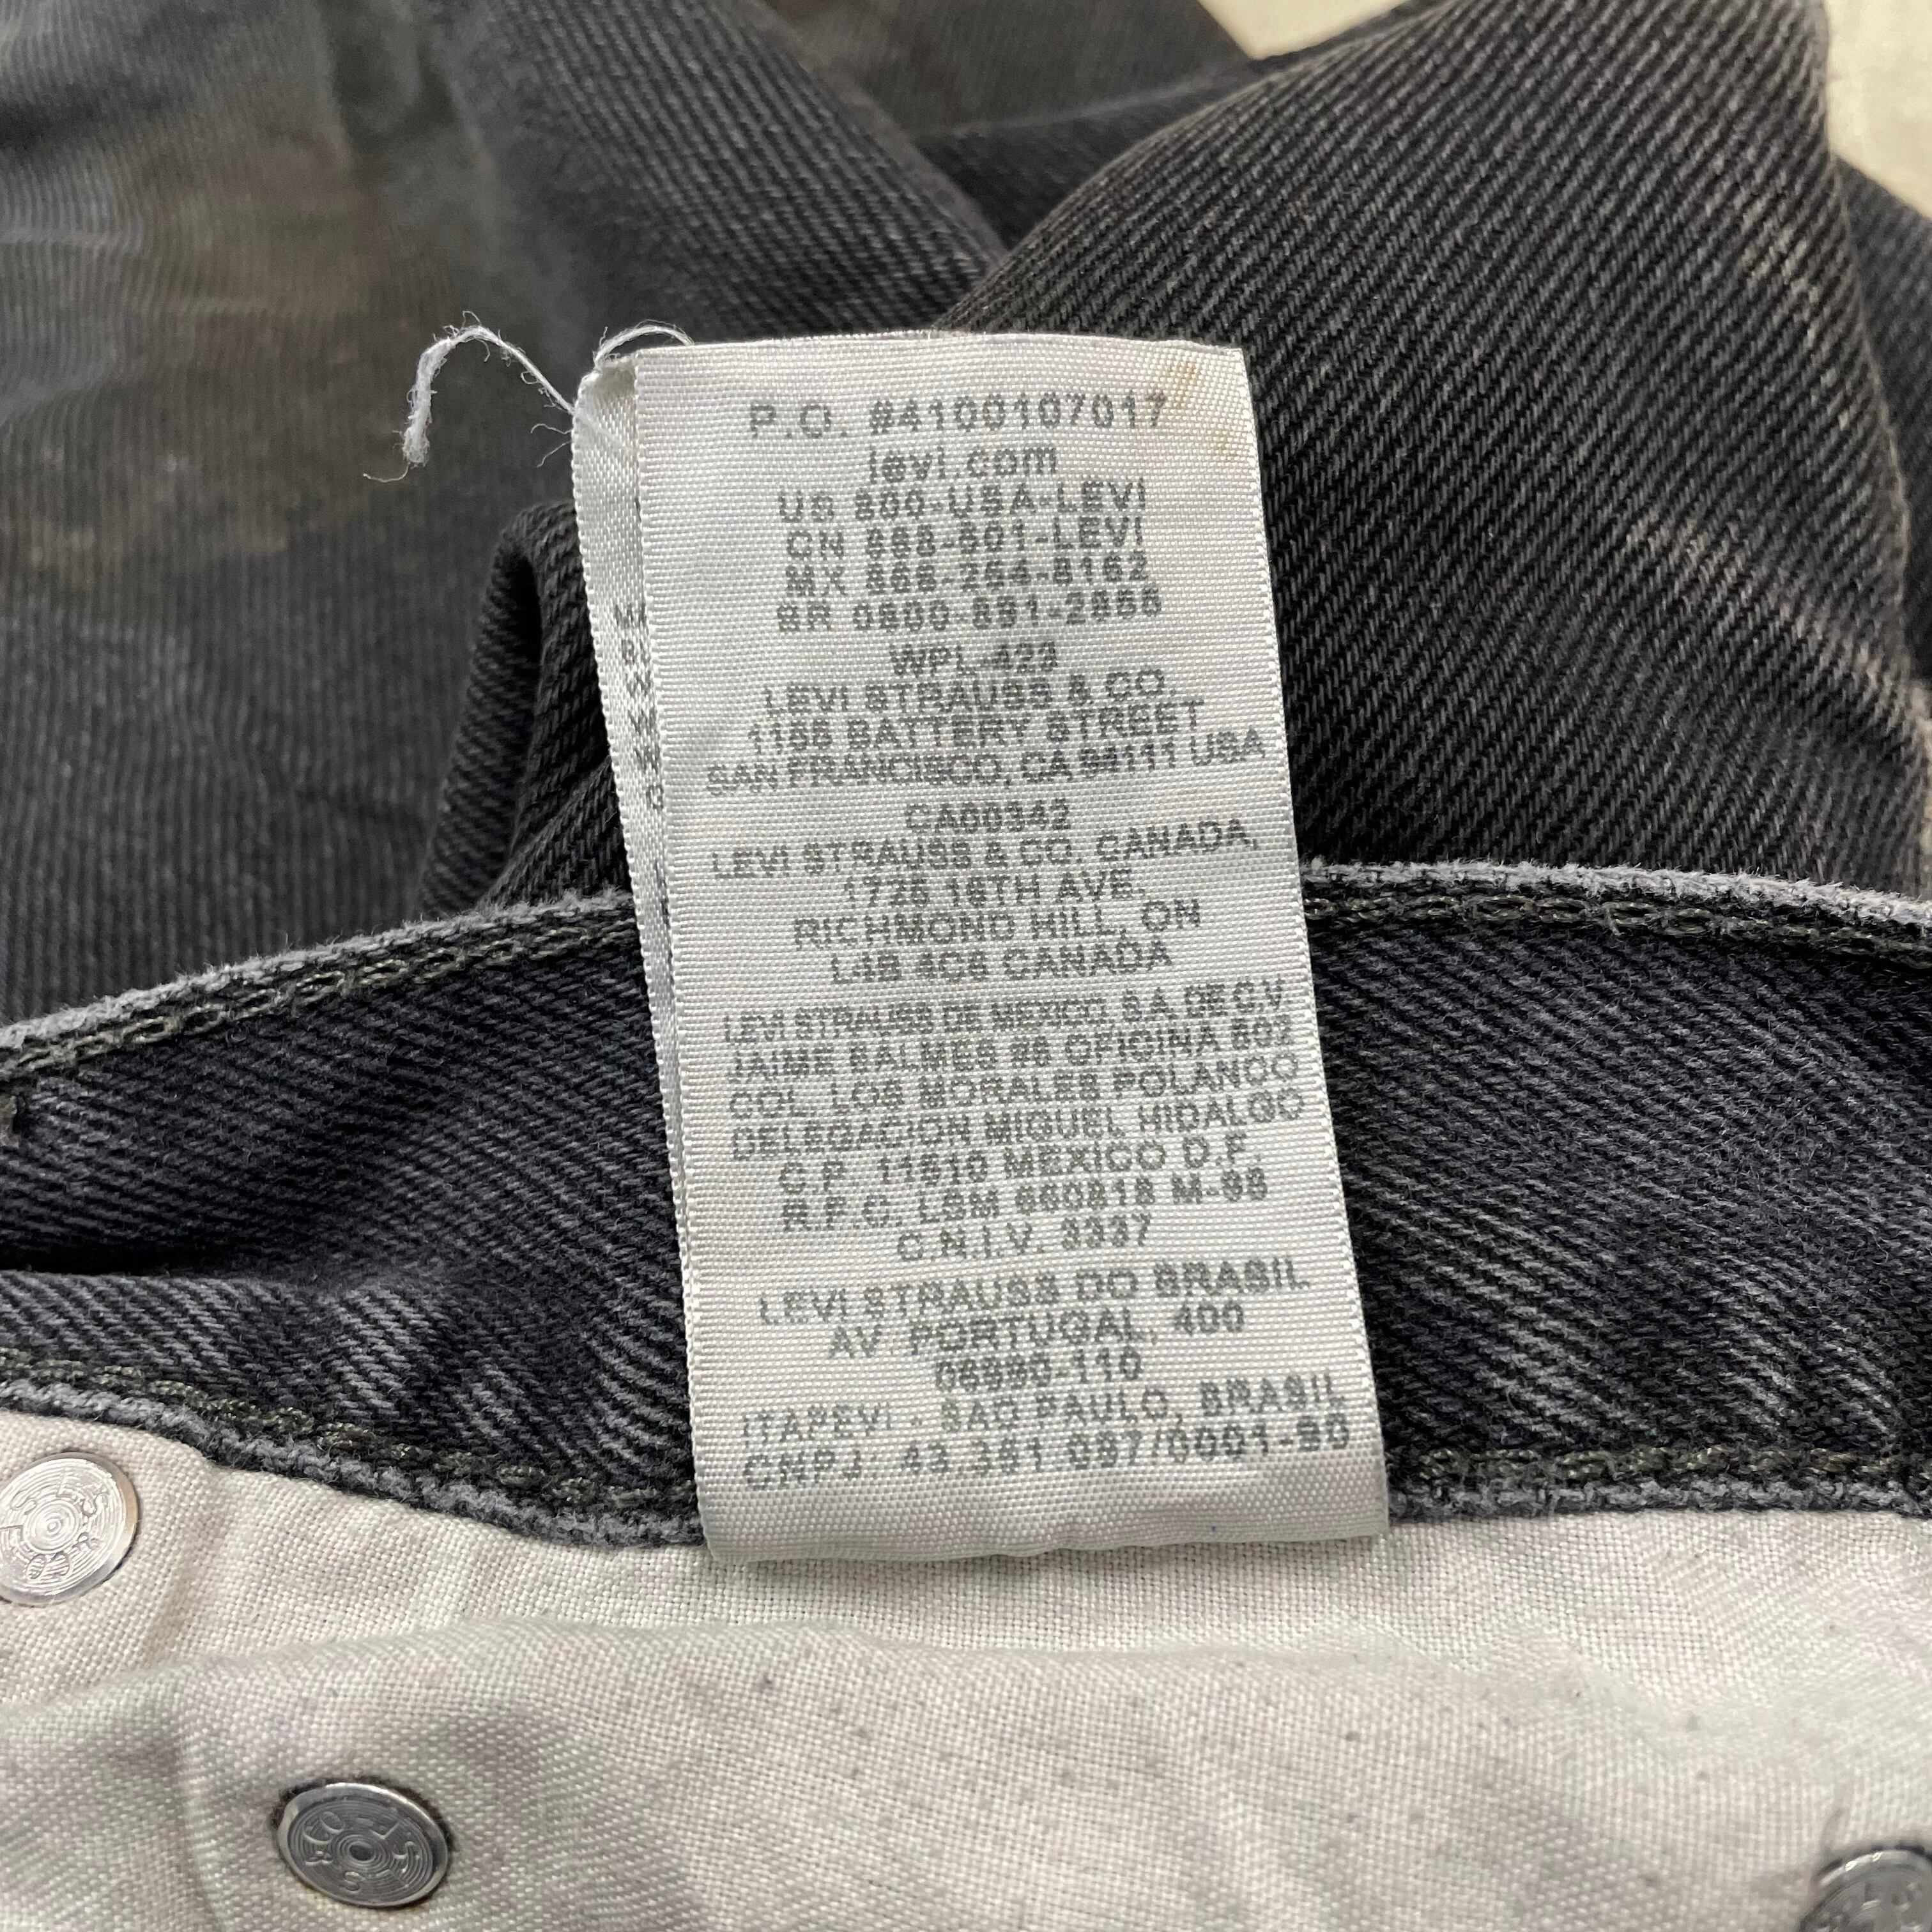 P.O. #4100107017
levi.com
US 800-USA-LEVI
CN 888-501-LEVI
MX 866-264-8162
BR 0800-891-2855
WPL-423
LEVI STRAUSS & CO.
1155 BATTERY STREET
SAN FRANCISCO, CA 94111 USA
CA00342
LEVI STRAUSS & CO. CANADA,
1725 16TH AVE.
RICHMOND HILL, ON
L4B 4C6 CANADA
LEVI STRAUSS DE MEXICO, S.A. DE C.V.
JAIME BALMES #8 OFICINA 602
COL. LOS MORALES POLANCO
DELEGACION MIGUEL HIDALGO
C.P. 11510 MEXICO D.F.
R.F.C. LSM 660818 M-98
C.N.I.V. 3337
LEVI STRAUSS DO BRASIL
AV. PORTUGAL, 400
06690-110
ITAPEVI - SAO PAULO, BRASIL
CNPJ: 43.361.097/0001-90